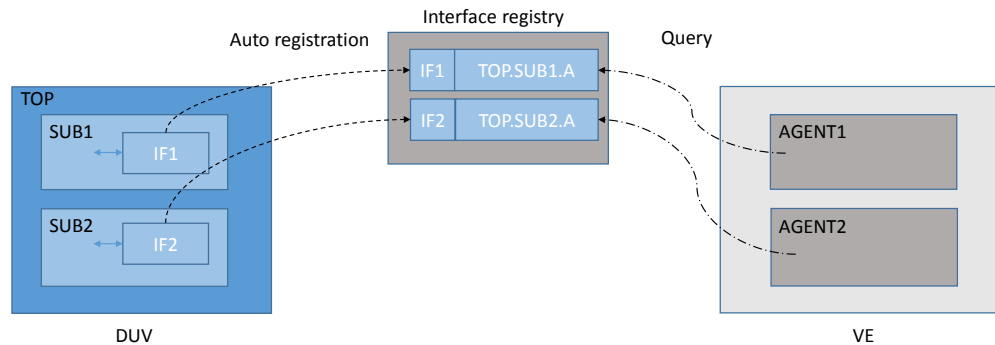 Interface registry
Auto registration
Query
IF1 TOP.SUB1.A
IF2 TOP.SUB2.A
TOP
SUB1
IF1
SUB2
IF2
AGENT1
AGENT2
DUV
VE